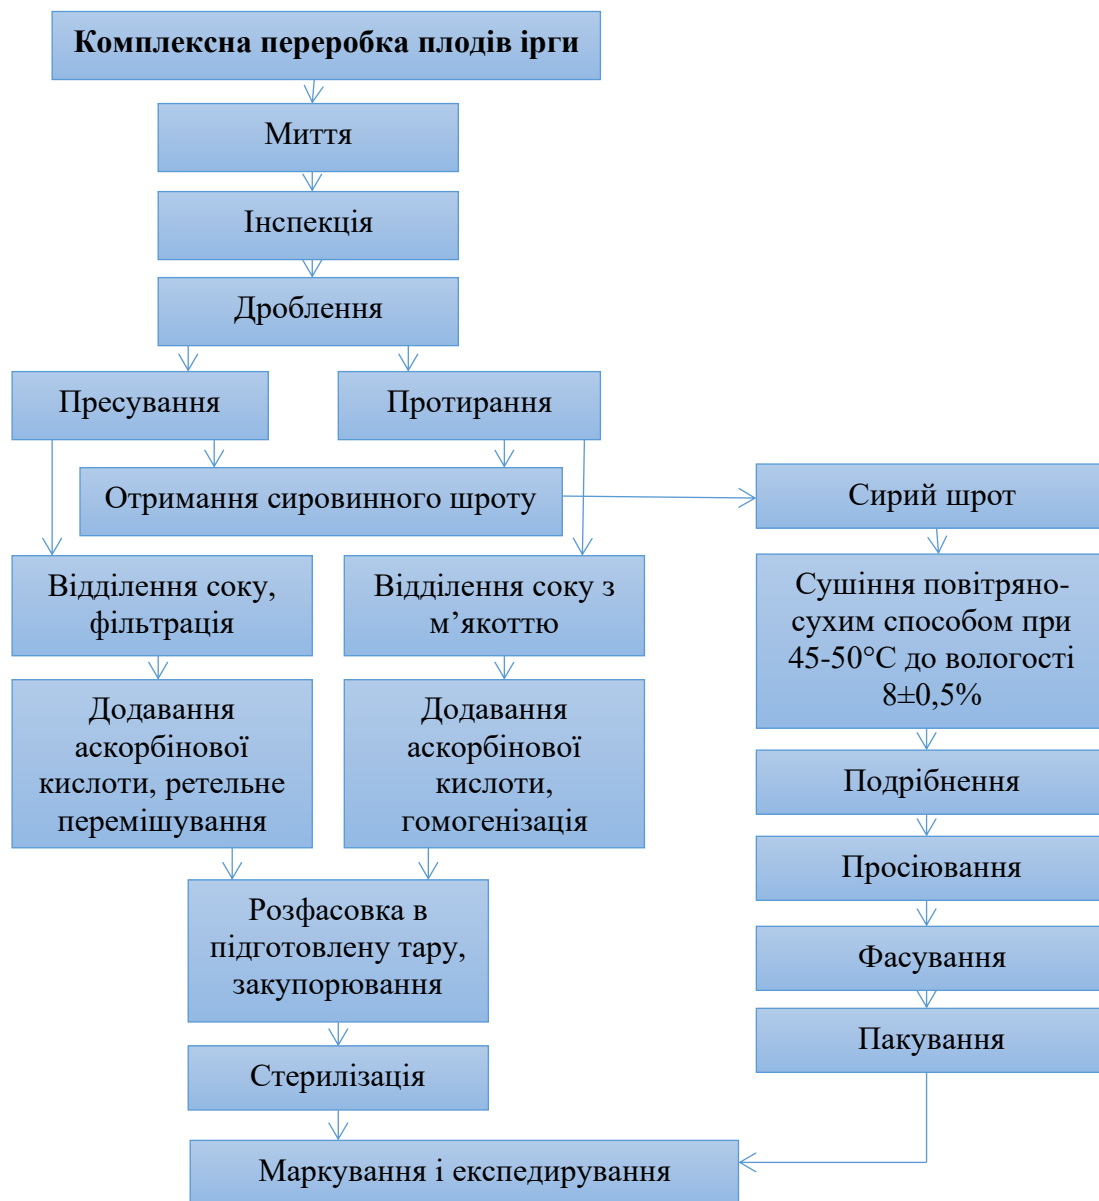 Комплексна переробка плодів ірги
Миття
Інспекція
Дроблення
Пресування
Протирання
Отримання сировинного шроту
Сирий шрот
Відділення соку,
фільтрація
Відділення соку з
м’якоттю
Сушіння повітряно-
сухим способом при
45-50°С до вологості
8±0,5%
Додавання
аскорбінової
кислоти, ретельне
перемішування
Додавання
аскорбінової
кислоти,
гомогенізація
Подрібнення
Просіювання
Розфасовка в
підготовлену тару,
закупорювання
Фасування
Пакування
Стерилізація
Маркування і експедирування